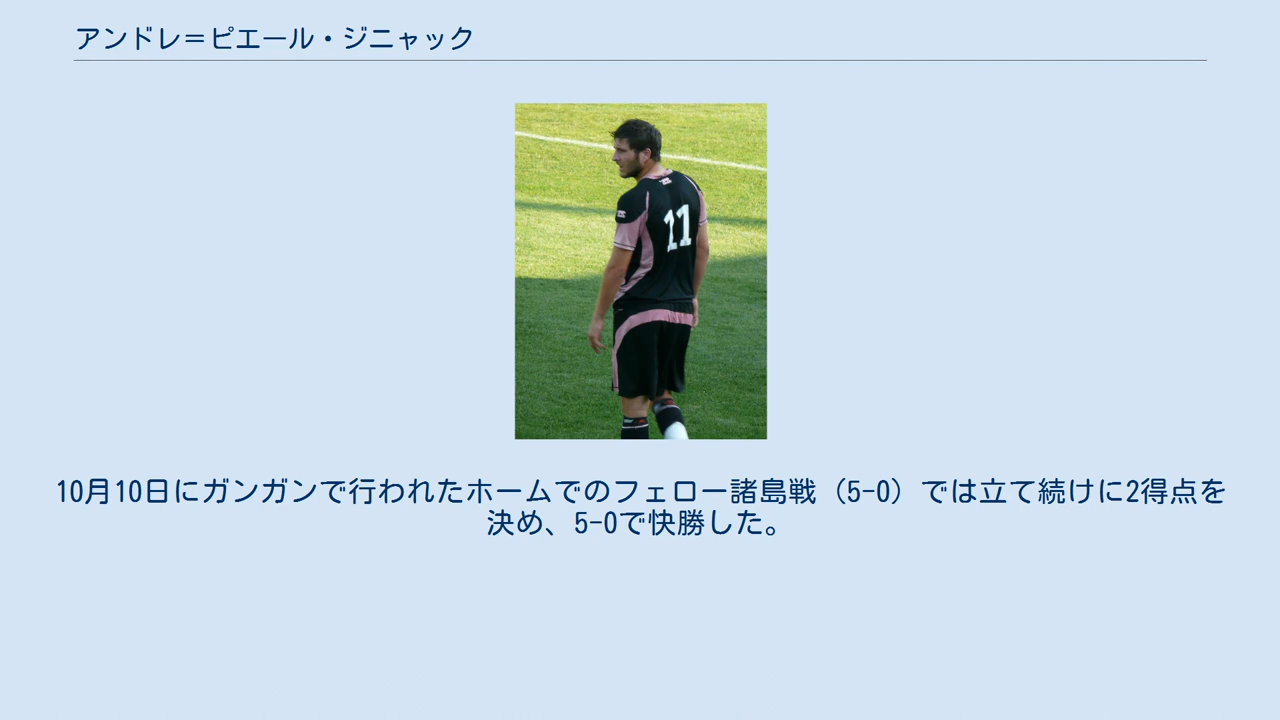 アンドレ＝ピエール・ジニャック
11
10月10日にガンガンで行われたホームでのフェロー諸島戦（5-0）では立て続けに2得点を
決め、5-0で快勝した。